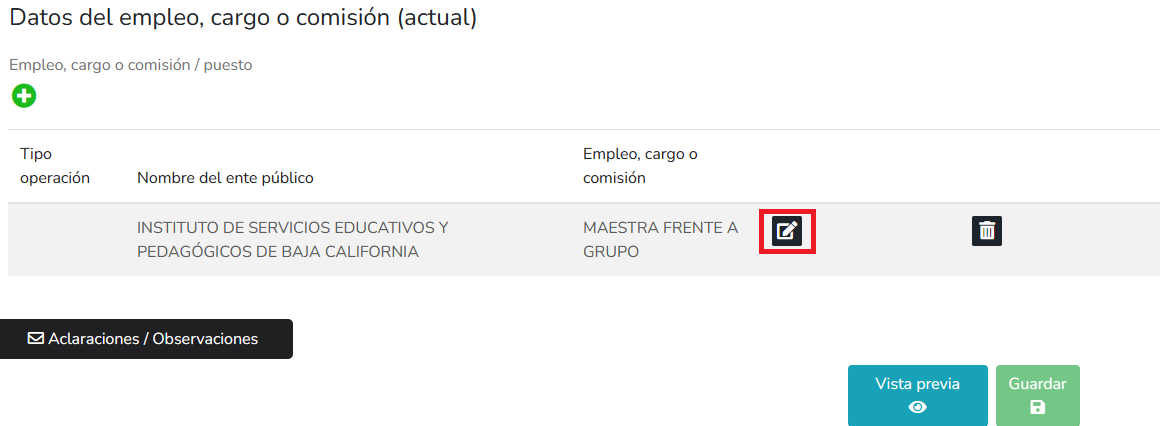 Datos del empleo, cargo o comisión (actual)
Empleo, cargo o comisión / puesto
Tipo
operación
Nombre del ente público
Empleo, cargo o
comisión
INSTITUTO DE SERVICIOS EDUCATIVOS Y
PEDAGÓGICOS DE BAJA CALIFORNIA
MAESTRA FRENTE A
GRUPO
Aclaraciones / Observaciones
Vista previa
Guardar